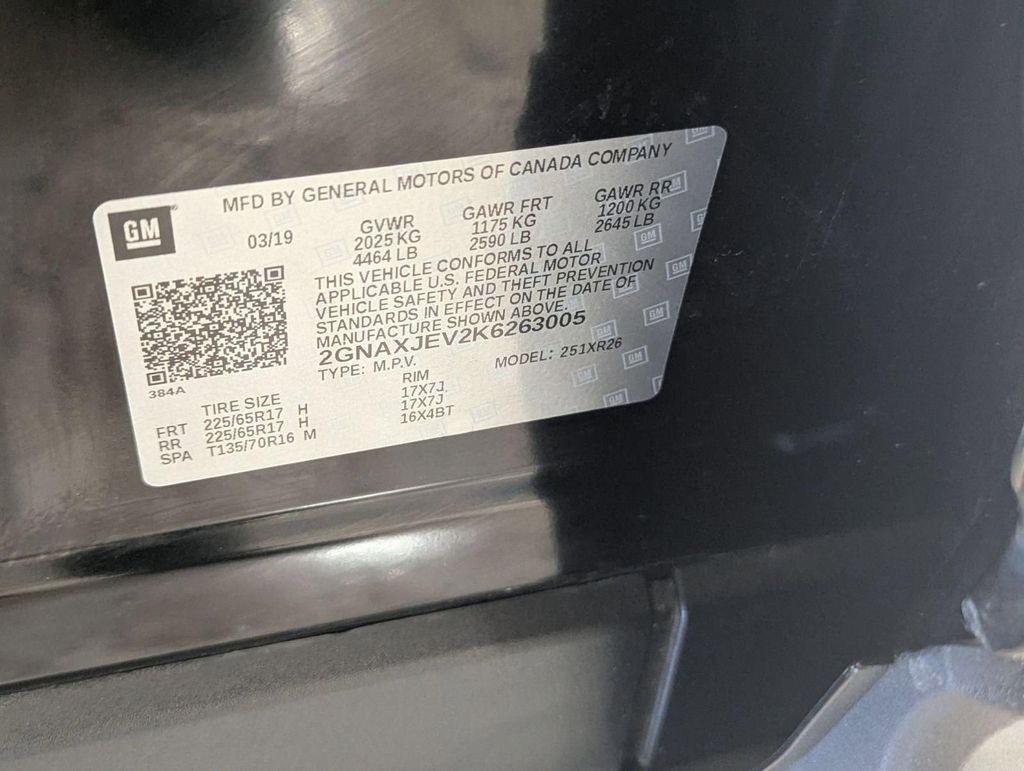 MFD BY GENERAL MOTORS OF CANADA COMPANY
GM
03/19
GVWR
2025 KG
4464 LB
GAWR FRT
1175 KG
2590 LB
GAWR RR
1200 KG
2645 LB
THIS VEHICLE CONFORMS TO ALL
APPLICABLE U.S. FEDERAL MOTOR
VEHICLE SAFETY AND THEFT PREVENTION
STANDARDS IN EFFECT ON THE DATE OF
MANUFACTURE SHOWN ABOVE.
2GNAXJEV2K6263005
TYPE: M.P.V. MODEL: 251XR26
384A
TIRE SIZE RIM
FRT 225/65R17 H 17X7J
RR 225/65R17 H 17X7J
SPA T135/70R16 M 16X4BT